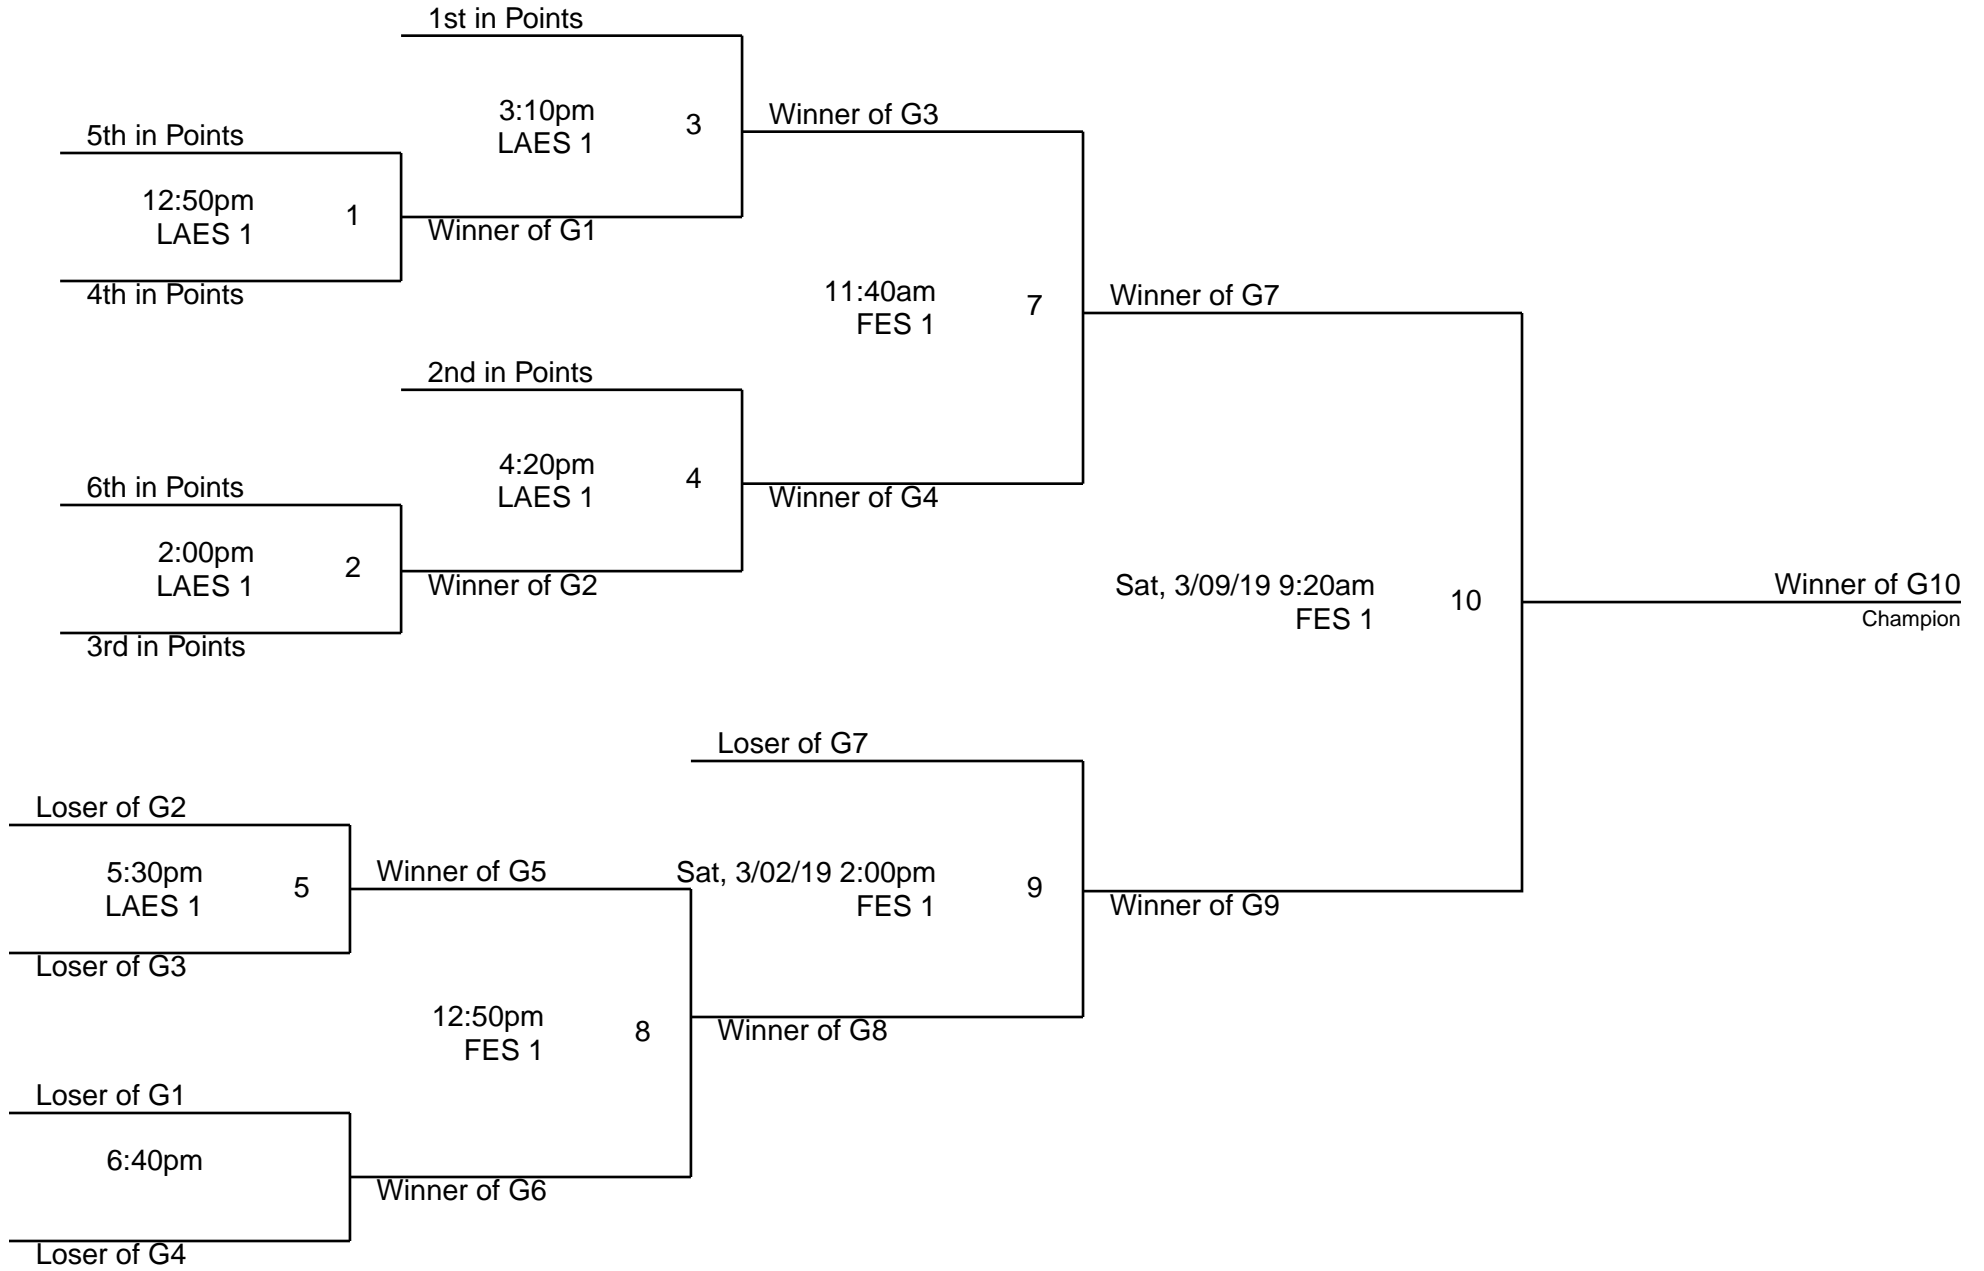 1st in Points
3:10pm
LAES 1
3
Winner of G3
5th in Points
12:50pm
LAES 1
1
Winner of G1
4th in Points
11:40am
FES 1
7
Winner of G7
2nd in Points
4:20pm
LAES 1
4
Winner of G4
6th in Points
2:00pm
LAES 1
2
Winner of G2
3rd in Points
Sat, 3/09/19 9:20am
FES 1
10
Winner of G10
Champion
Loser of G7
Loser of G2
5:30pm
LAES 1
5
Winner of G5
Loser of G3
Sat, 3/02/19 2:00pm
FES 1
9
Winner of G9
12:50pm
FES 1
8
Winner of G8
Loser of G1
6:40pm
Winner of G6
Loser of G4